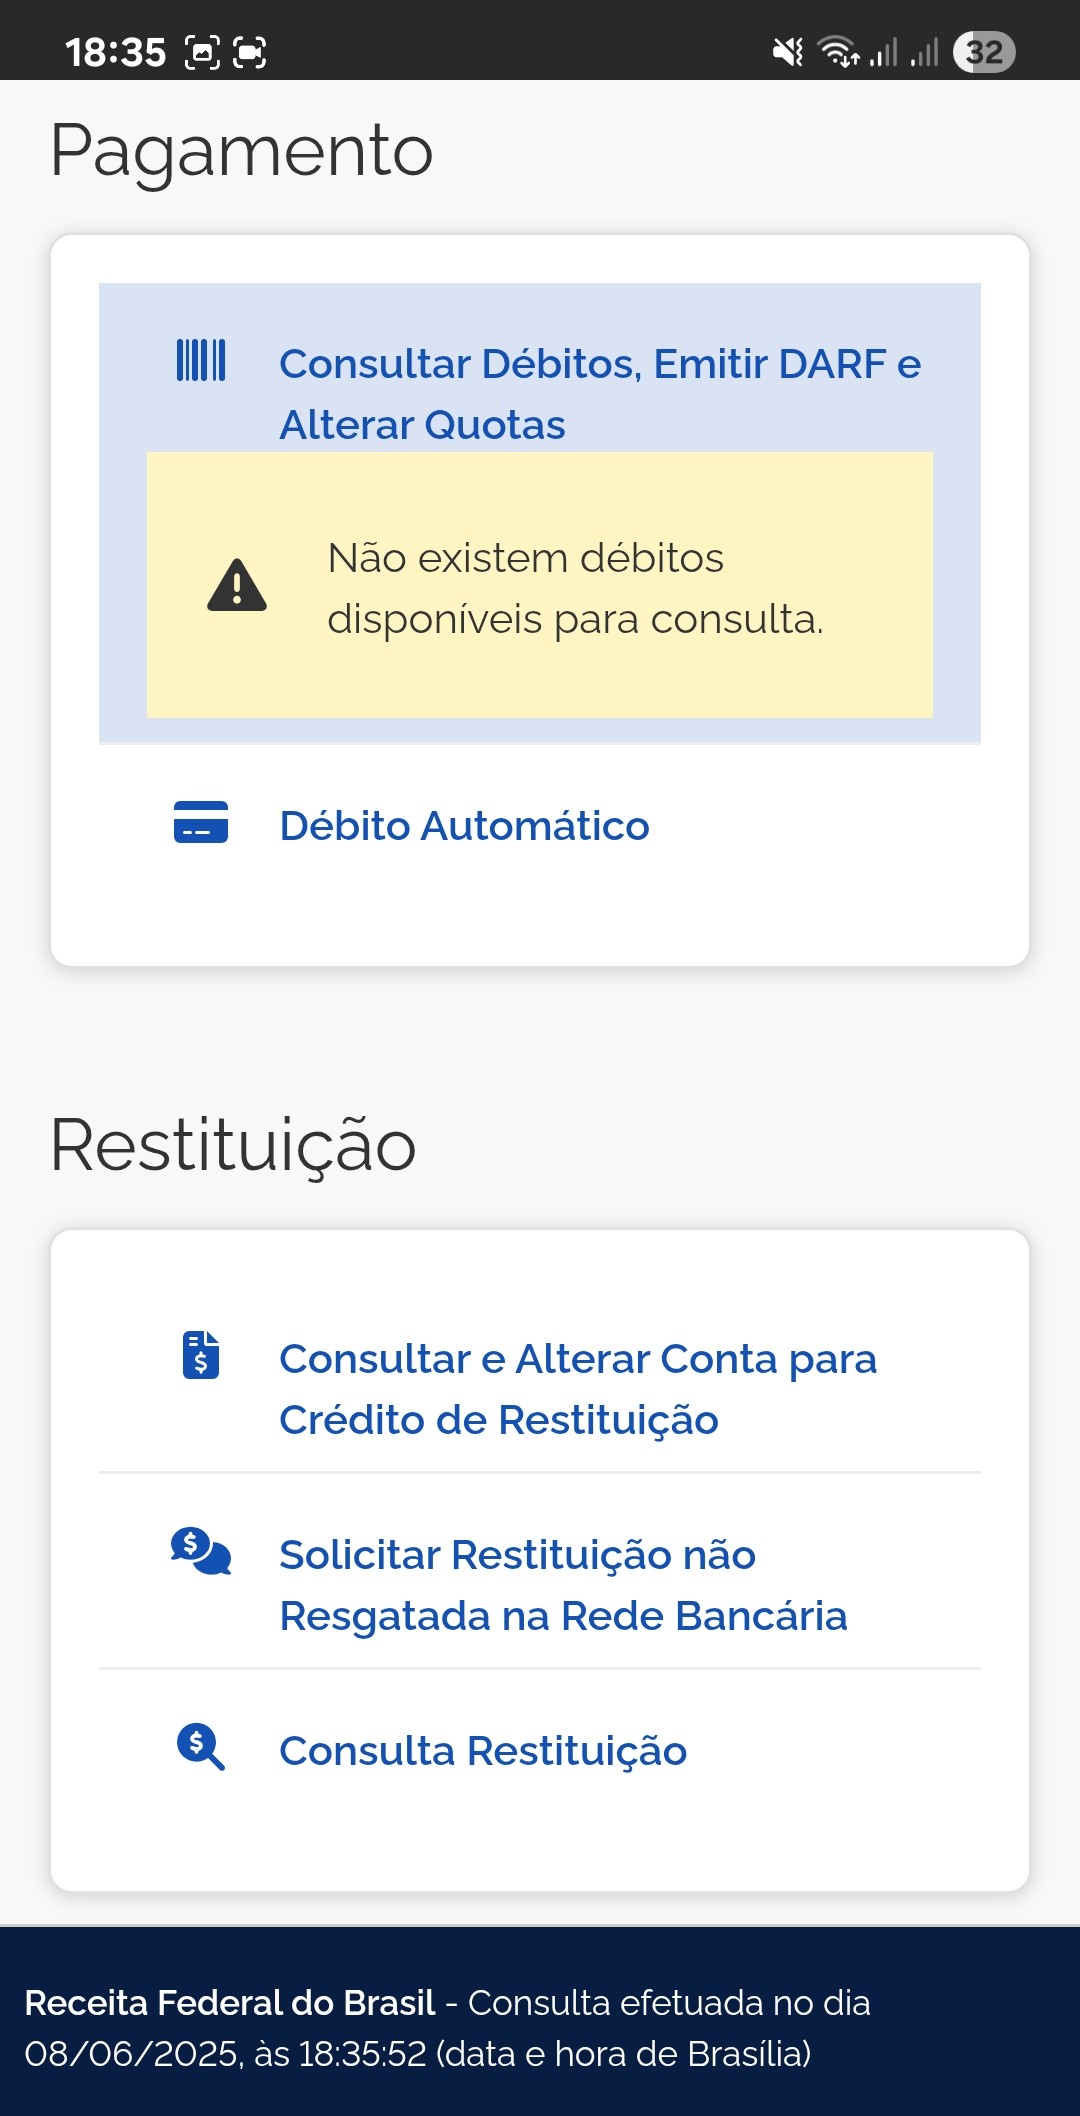 18:35
32
Pagamento
Consultar Débitos, Emitir DARF e
Alterar Quotas
Não existem débitos
disponíveis para consulta.
Débito Automático
Restituição
Consultar e Alterar Conta para
Crédito de Restituição
Solicitar Restituição não
Resgatada na Rede Bancária
Consulta Restituição
Receita Federal do Brasil - Consulta efetuada no dia
08/06/2025, às 18:35:52 (data e hora de Brasília)